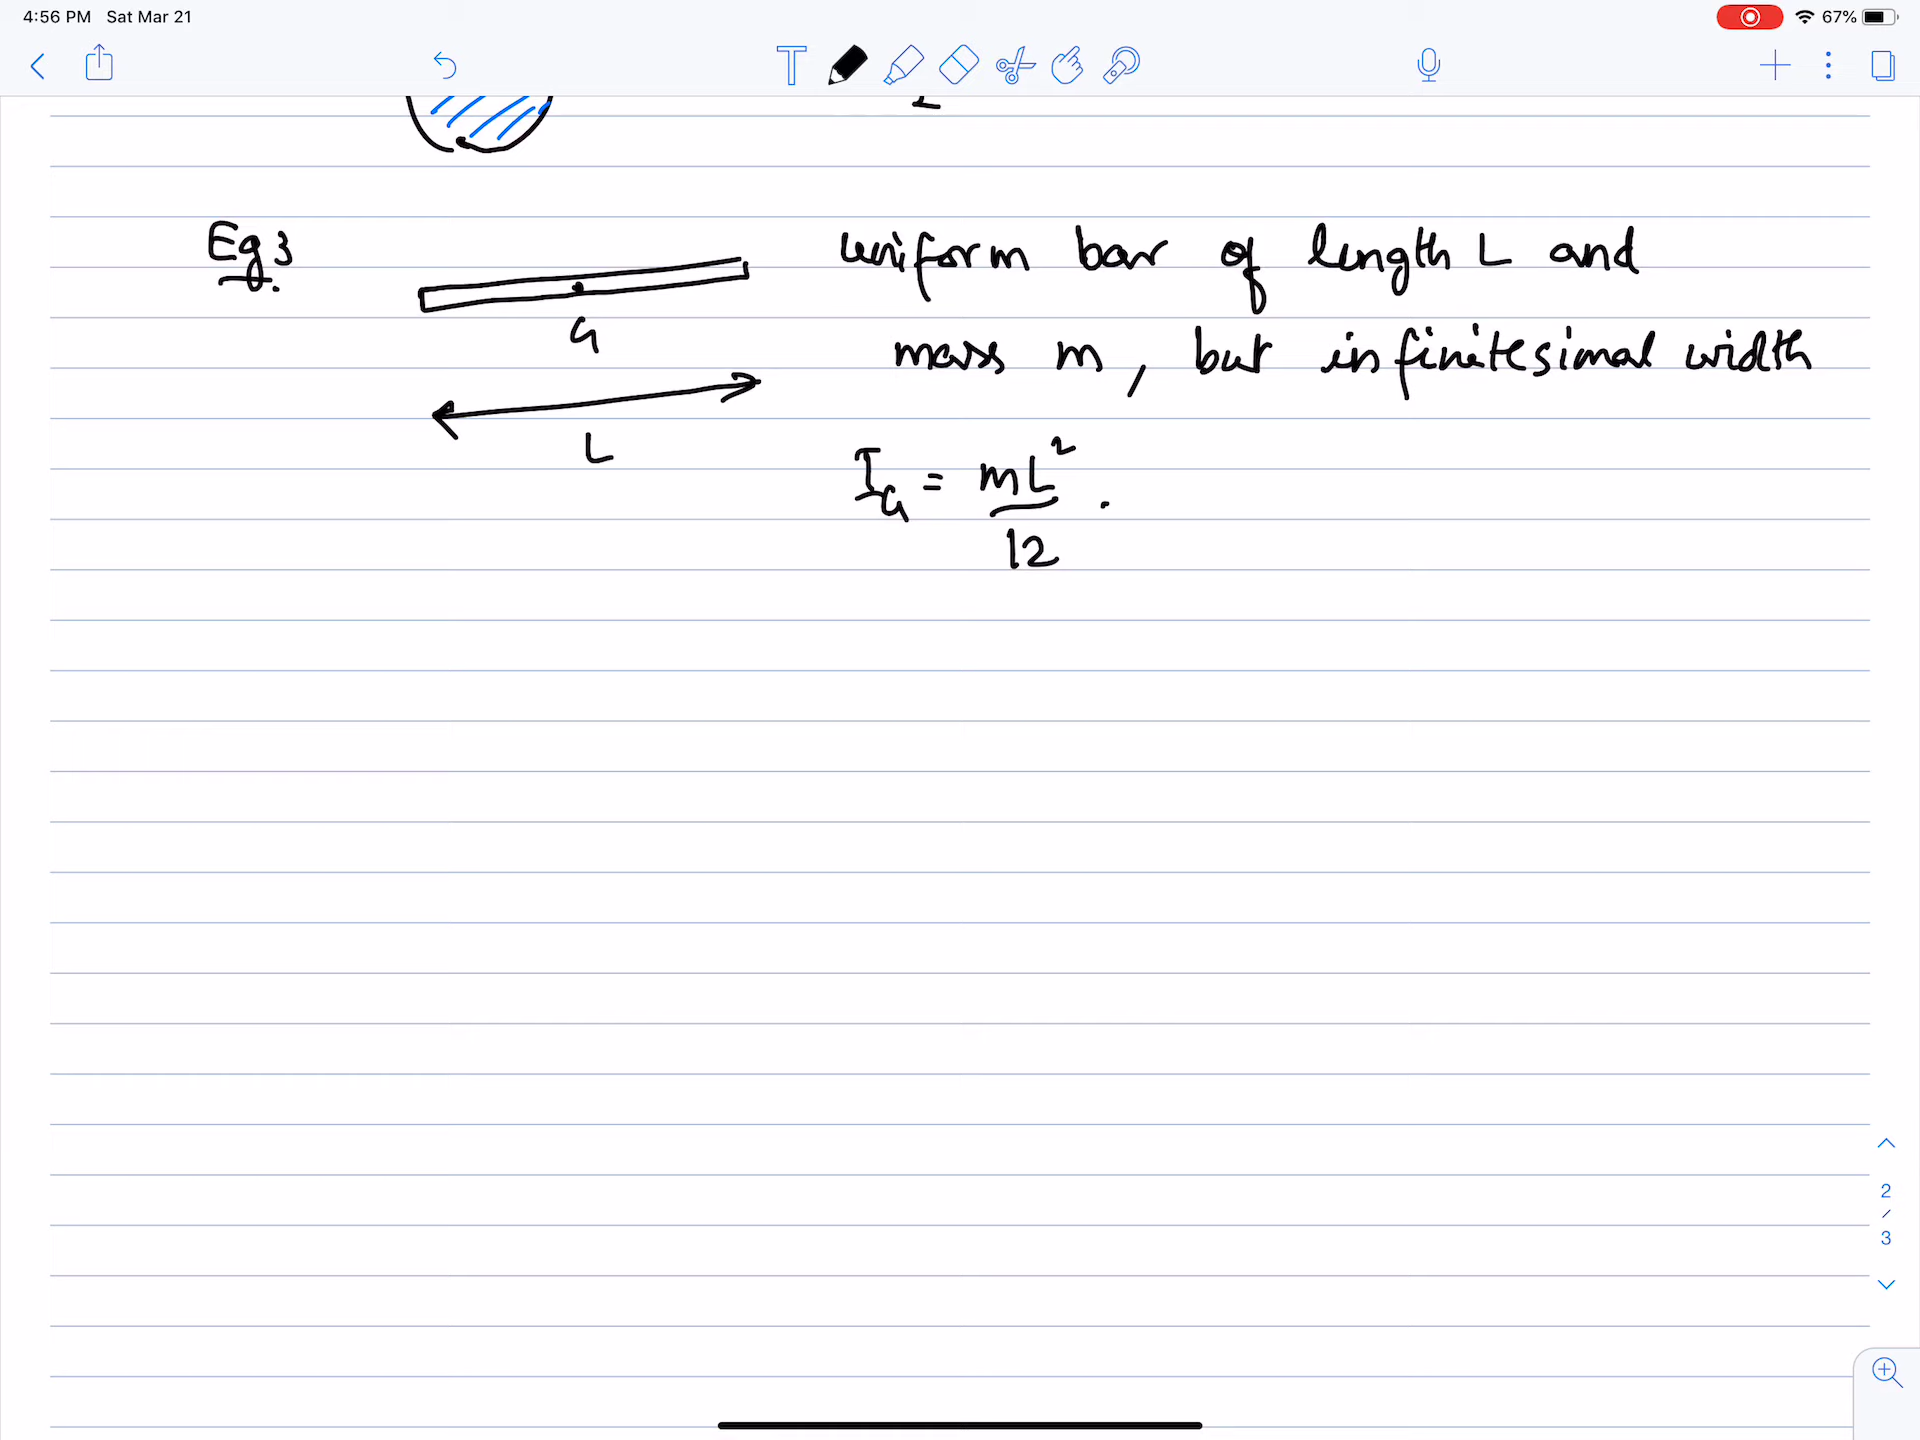 4:56 PM Sat Mar 21
67%
T
2
Eg 3
uniform bar of length L and
G
mass m, but infinitesimal width
L
I_G = mL²/12 .
2
/
3